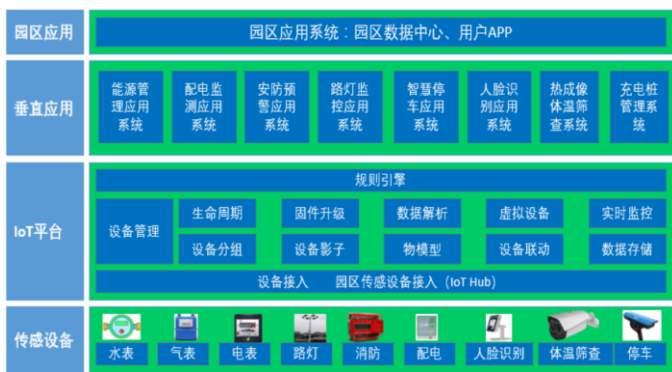 园区应用
园区应用系统：园区数据中心、用户APP
垂直应用
能源管
理应用
系统
配电监
测应用
系统
安防预
警应用
系统
路灯监
控应用
系统
智慧停
车应用
系统
人脸识
别应用
系统
热成像
体温筛
查系统
充电桩
管理系
统
IoT平台
规则引擎
设备管理
生命周期
固件升级
数据解析
虚拟设备
实时监控
设备分组
设备影子
物模型
设备联动
数据存储
设备接入 园区传感设备接入（IoT Hub）
传感设备
水表
气表
电表
路灯
消防
配电
人脸识别
体温筛查
停车